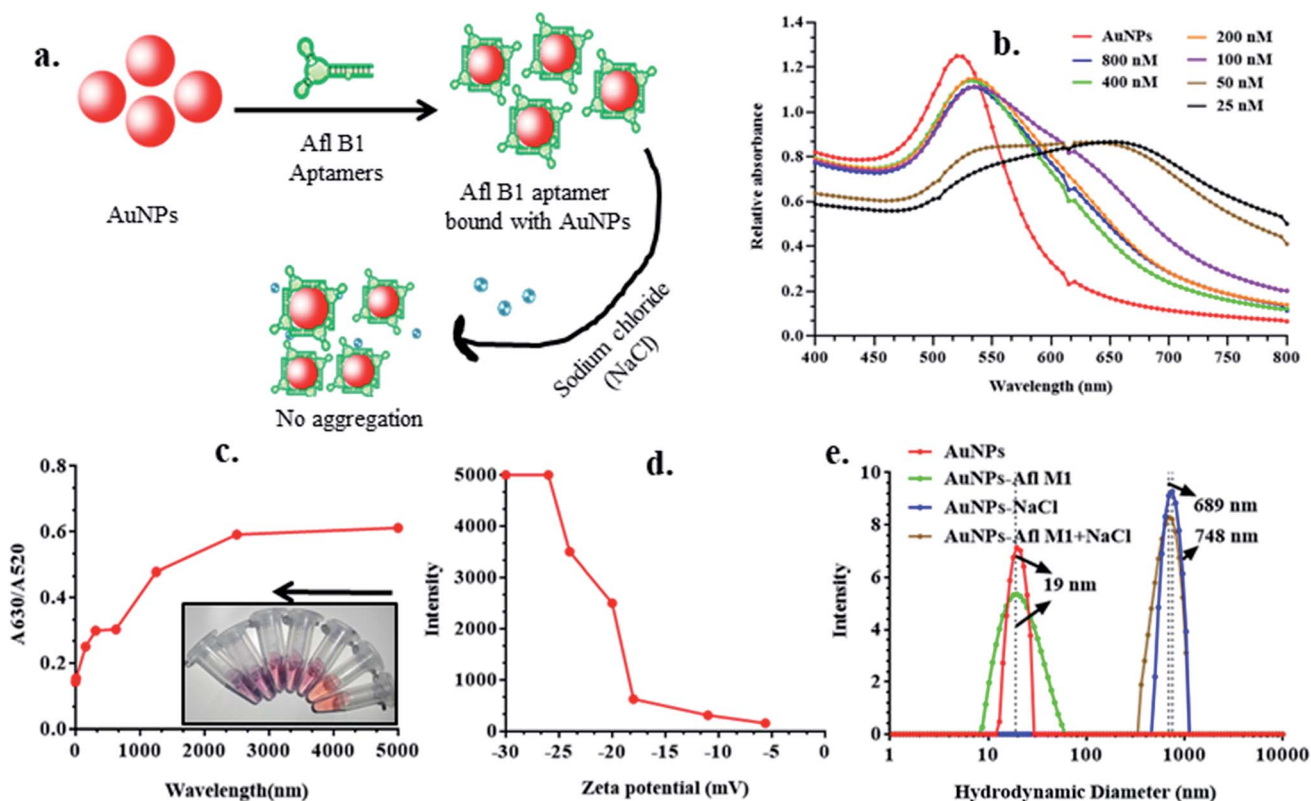 a.
AuNPs
Afl B1
Aptamers
Afl B1 aptamer
bound with AuNPs
Sodium chloride
(NaCl)
No aggregation
b.
Relative absorbance
1.4
1.2
1.0
0.8
0.6
0.4
0.2
0.0
AuNPs
800 nM
400 nM
200 nM
100 nM
50 nM
25 nM
400 450 500 550 600 650 700 750 800
Wavelength (nm)
c.
A630/A520
0.8
0.6
0.4
0.2
0.0
0 1000 2000 3000 4000 5000
Wavelength(nm)
d.
Intensity
5000
4000
3000
2000
1000
0
-30 -25 -20 -15 -10 -5 0
Zeta potential (mV)
e.
AuNPs
AuNPs-Afl M1
AuNPs-NaCl
AuNPs-Afl M1+NaCl
Intensity
10
8
6
4
2
0
19 nm
689 nm
748 nm
1 10 100 1000 10000
Hydrodynamic Diameter (nm)